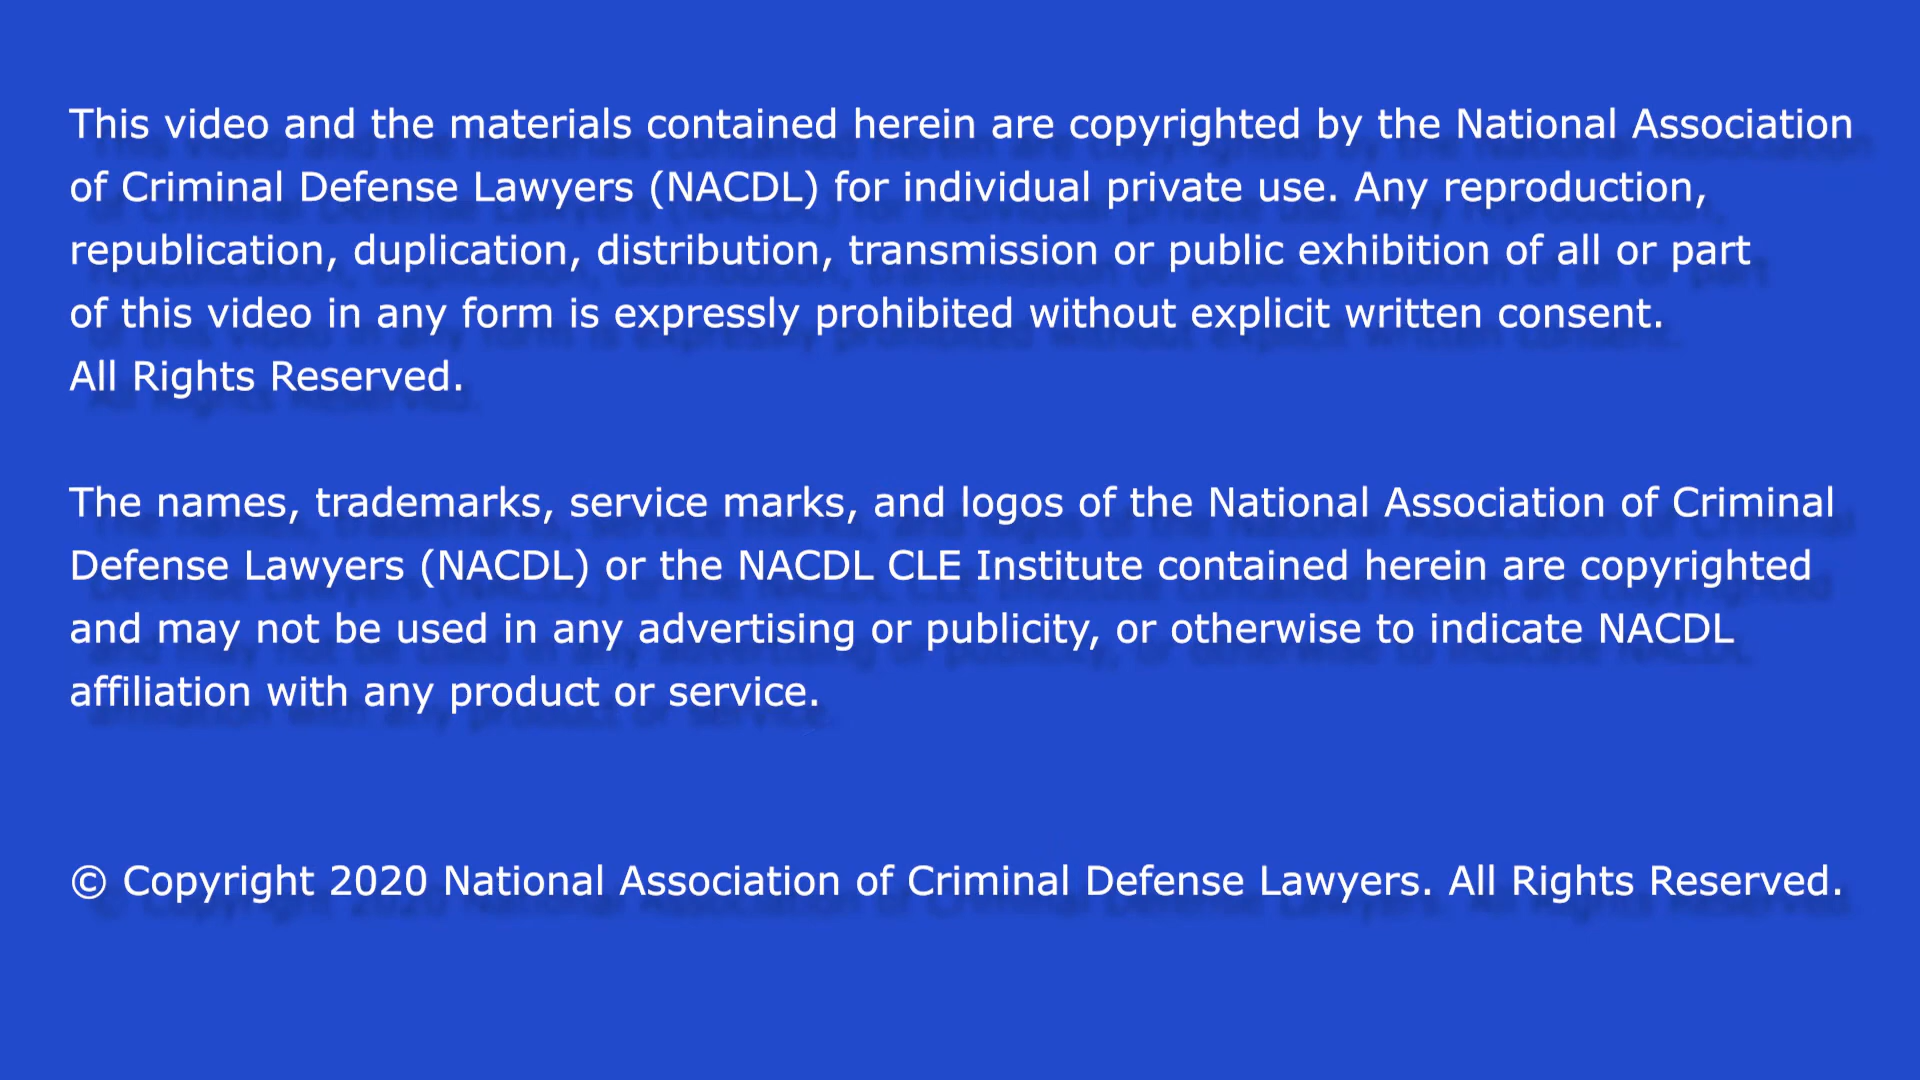 This video and the materials contained herein are copyrighted by the National Association
of Criminal Defense Lawyers (NACDL) for individual private use. Any reproduction,
republication, duplication, distribution, transmission or public exhibition of all or part
of this video in any form is expressly prohibited without explicit written consent.
All Rights Reserved.
The names, trademarks, service marks, and logos of the National Association of Criminal
Defense Lawyers (NACDL) or the NACDL CLE Institute contained herein are copyrighted
and may not be used in any advertising or publicity, or otherwise to indicate NACDL
affiliation with any product or service.
© Copyright 2020 National Association of Criminal Defense Lawyers. All Rights Reserved.